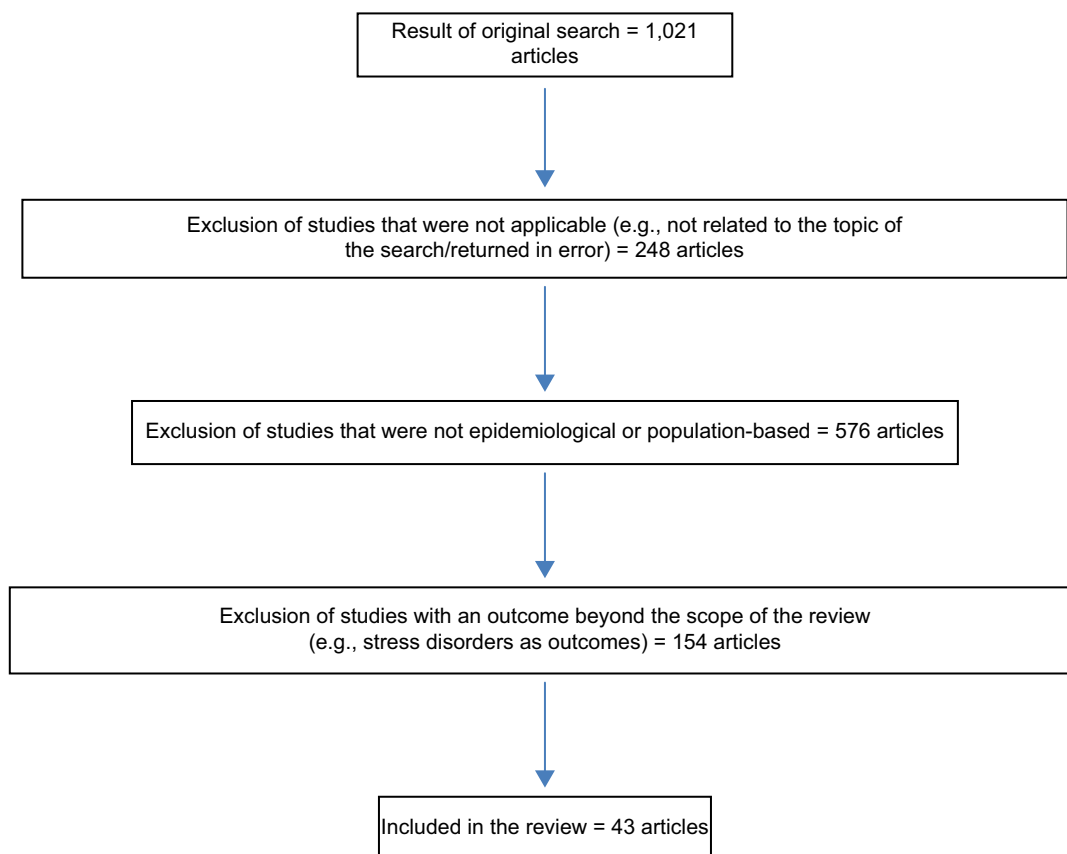 Result of original search = 1,021
articles
Exclusion of studies that were not applicable (e.g., not related to the topic of
the search/returned in error) = 248 articles
Exclusion of studies that were not epidemiological or population-based = 576 articles
Exclusion of studies with an outcome beyond the scope of the review
(e.g., stress disorders as outcomes) = 154 articles
Included in the review = 43 articles